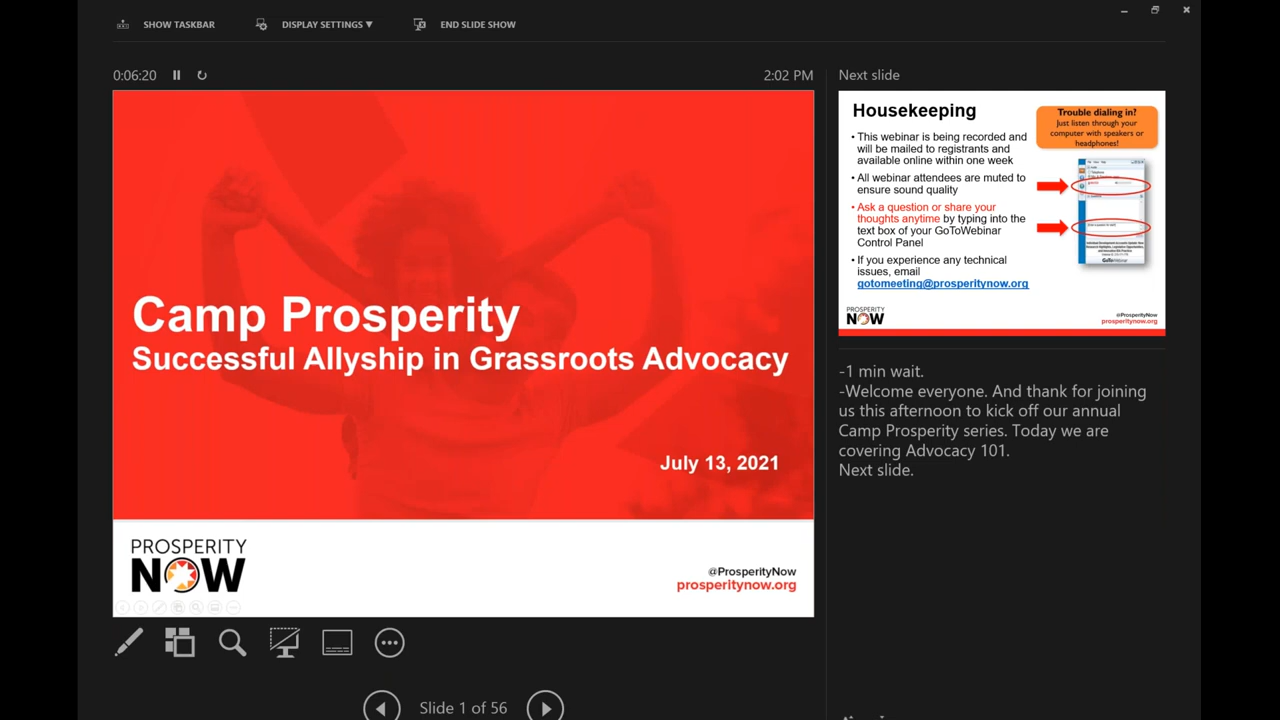 SHOW TASKBAR
DISPLAY SETTINGS ▼
END SLIDE SHOW
0:06:20
2:02 PM
Camp Prosperity
Successful Allyship in Grassroots Advocacy
July 13, 2021
PROSPERITY
NOW
@ProsperityNow
prosperitynow.org
Slide 1 of 56
Next slide
Housekeeping
• This webinar is being recorded and
will be mailed to registrants and
available online within one week
• All webinar attendees are muted to
ensure sound quality
• Ask a question or share your
thoughts anytime by typing into the
text box of your GoToWebinar
Control Panel
• If you experience any technical
issues, email
gotomeeting@prosperitynow.org
Trouble dialing in?
Just listen through your
computer with speakers or
headphones!
PROSPERITY
NOW
@ProsperityNow
prosperitynow.org
-1 min wait.
-Welcome everyone. And thank for joining
us this afternoon to kick off our annual
Camp Prosperity series. Today we are
covering Advocacy 101.
Next slide.